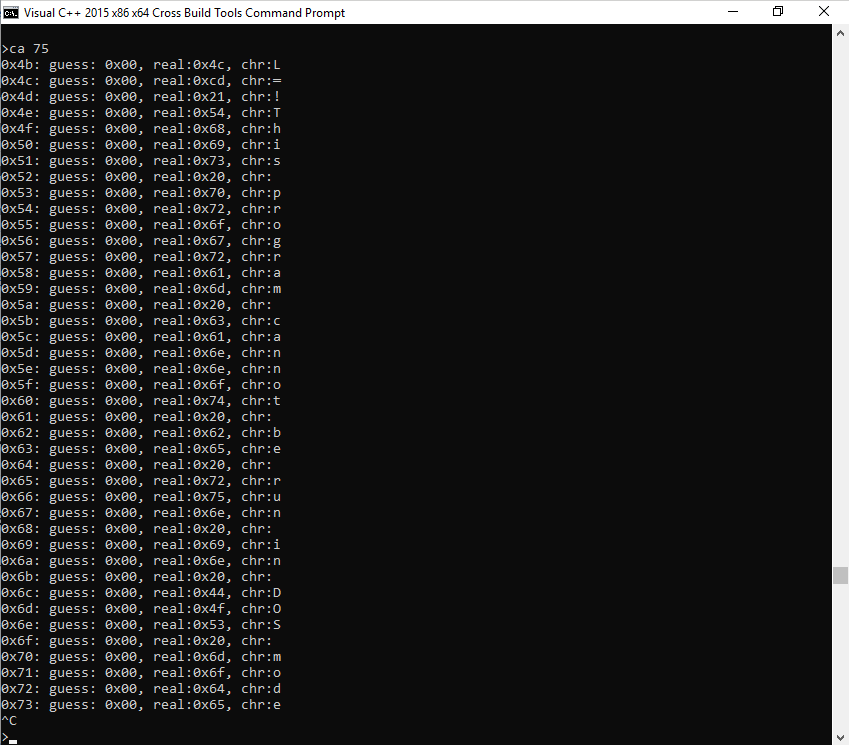 Visual C++ 2015 x86 x64 Cross Build Tools Command Prompt
>ca 75
0x4b: guess: 0x00, real:0x4c, chr:L
0x4c: guess: 0x00, real:0xcd, chr:=
0x4d: guess: 0x00, real:0x21, chr:!
0x4e: guess: 0x00, real:0x54, chr:T
0x4f: guess: 0x00, real:0x68, chr:h
0x50: guess: 0x00, real:0x69, chr:i
0x51: guess: 0x00, real:0x73, chr:s
0x52: guess: 0x00, real:0x20, chr:
0x53: guess: 0x00, real:0x70, chr:p
0x54: guess: 0x00, real:0x72, chr:r
0x55: guess: 0x00, real:0x6f, chr:o
0x56: guess: 0x00, real:0x67, chr:g
0x57: guess: 0x00, real:0x72, chr:r
0x58: guess: 0x00, real:0x61, chr:a
0x59: guess: 0x00, real:0x6d, chr:m
0x5a: guess: 0x00, real:0x20, chr:
0x5b: guess: 0x00, real:0x63, chr:c
0x5c: guess: 0x00, real:0x61, chr:a
0x5d: guess: 0x00, real:0x6e, chr:n
0x5e: guess: 0x00, real:0x6e, chr:n
0x5f: guess: 0x00, real:0x6f, chr:o
0x60: guess: 0x00, real:0x74, chr:t
0x61: guess: 0x00, real:0x20, chr:
0x62: guess: 0x00, real:0x62, chr:b
0x63: guess: 0x00, real:0x65, chr:e
0x64: guess: 0x00, real:0x20, chr:
0x65: guess: 0x00, real:0x72, chr:r
0x66: guess: 0x00, real:0x75, chr:u
0x67: guess: 0x00, real:0x6e, chr:n
0x68: guess: 0x00, real:0x20, chr:
0x69: guess: 0x00, real:0x69, chr:i
0x6a: guess: 0x00, real:0x6e, chr:n
0x6b: guess: 0x00, real:0x20, chr:
0x6c: guess: 0x00, real:0x44, chr:D
0x6d: guess: 0x00, real:0x4f, chr:O
0x6e: guess: 0x00, real:0x53, chr:S
0x6f: guess: 0x00, real:0x20, chr:
0x70: guess: 0x00, real:0x6d, chr:m
0x71: guess: 0x00, real:0x6f, chr:o
0x72: guess: 0x00, real:0x64, chr:d
0x73: guess: 0x00, real:0x65, chr:e
^C
>_